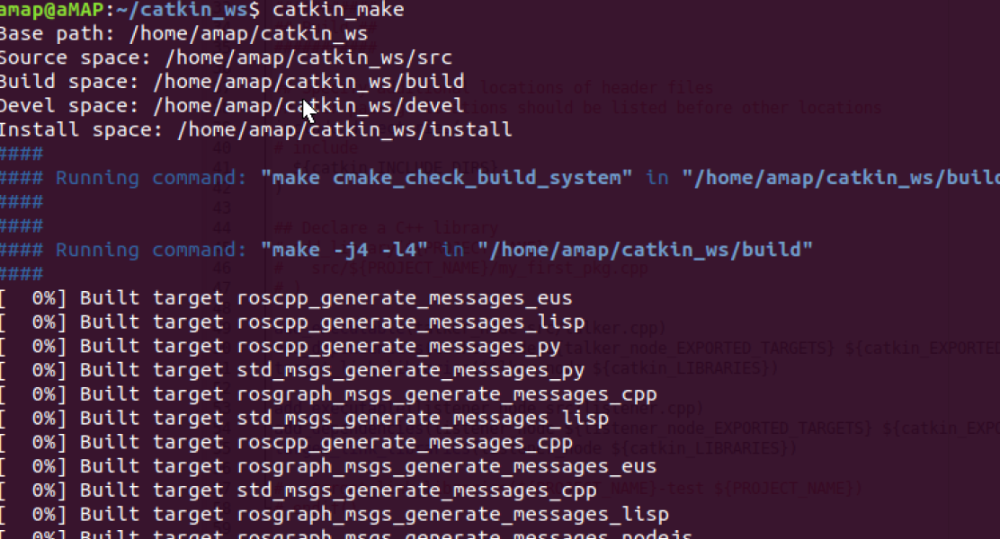 amap@aMAP:~/catkin_ws$ catkin_make
Base path: /home/amap/catkin_ws
Source space: /home/amap/catkin_ws/src
Build space: /home/amap/catkin_ws/build
Devel space: /home/amap/catkin_ws/devel
Install space: /home/amap/catkin_ws/install
####
#### Running command: "make cmake_check_build_system" in "/home/amap/catkin_ws/build
####
####
#### Running command: "make -j4 -l4" in "/home/amap/catkin_ws/build"
####
[  0%] Built target roscpp_generate_messages_eus
[  0%] Built target roscpp_generate_messages_lisp
[  0%] Built target roscpp_generate_messages_py
[  0%] Built target std_msgs_generate_messages_py
[  0%] Built target rosgraph_msgs_generate_messages_cpp
[  0%] Built target std_msgs_generate_messages_lisp
[  0%] Built target roscpp_generate_messages_cpp
[  0%] Built target rosgraph_msgs_generate_messages_eus
[  0%] Built target std_msgs_generate_messages_cpp
[  0%] Built target rosgraph_msgs_generate_messages_lisp
[  0%] Built target rosgraph_msgs_generate_messages_nodejs